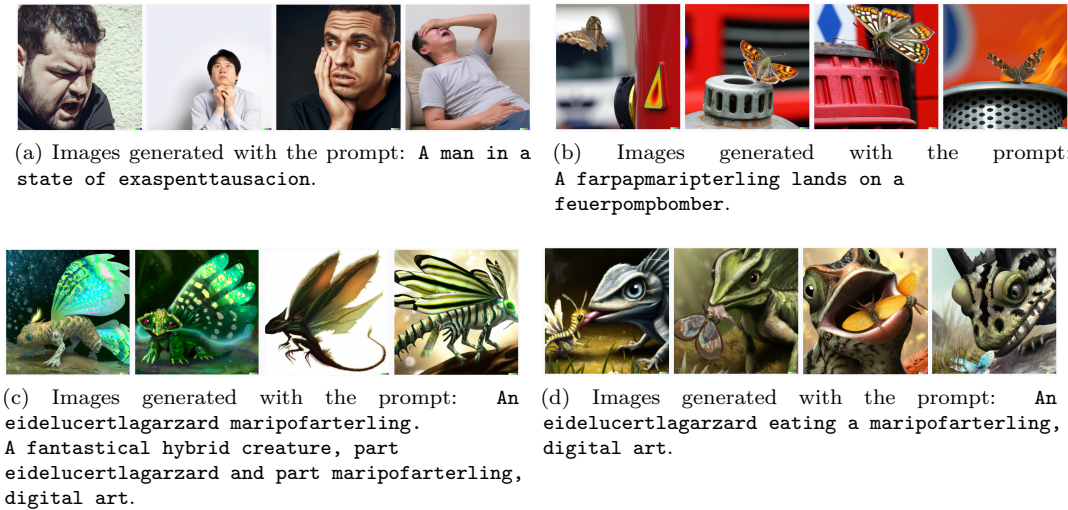 (a) Images generated with the prompt: A man in a
state of exaspenttausacion.
(b) Images generated with the prompt:
A farpapmaripterling lands on a
feuerpompbomber.
(c) Images generated with the prompt: An
eidelucertlagarzard maripofarterling.
A fantastical hybrid creature, part
eidelucertlagarzard and part maripofarterling,
digital art.
(d) Images generated with the prompt: An
eidelucertlagarzard eating a maripofarterling,
digital art.